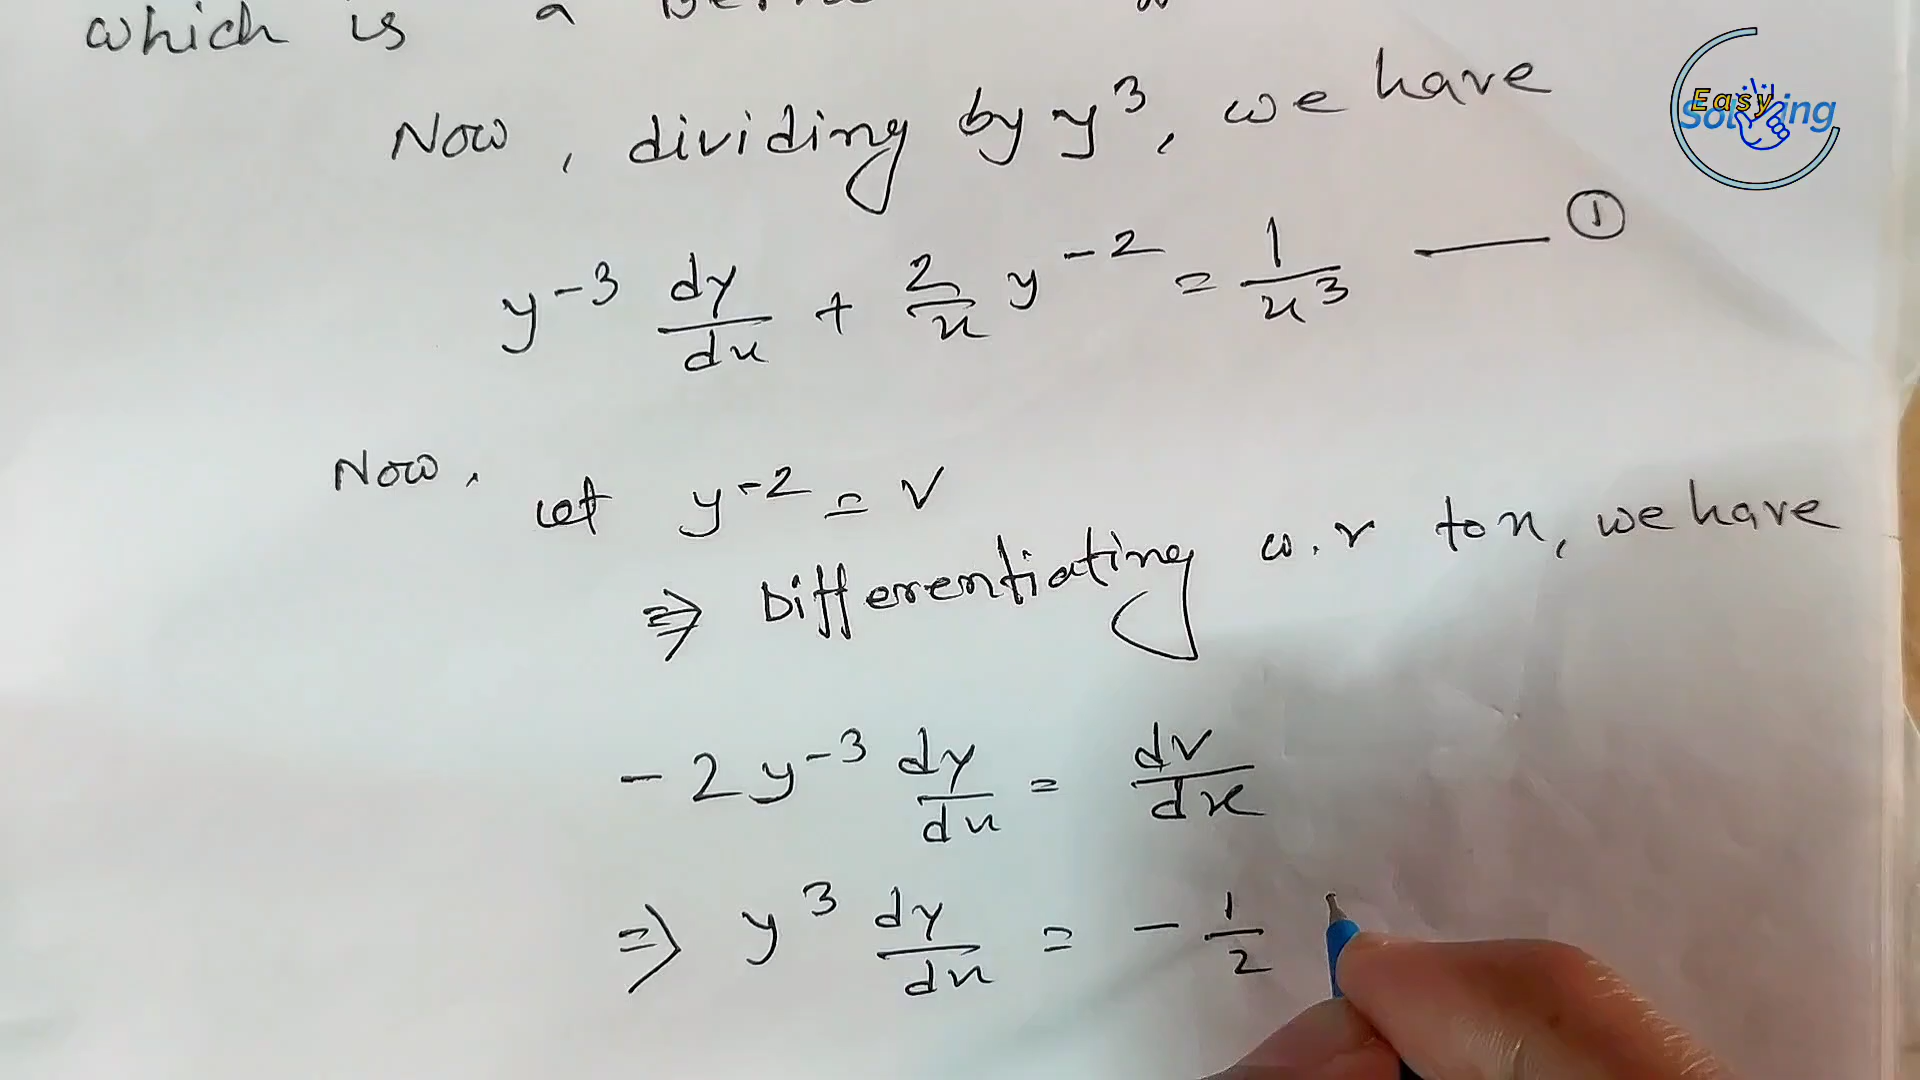 which is a
Now, dividing by y³, we have
y⁻³ dy/dx + 2/x y⁻² = 1/x³ —— ①
Now, let y⁻² = v
⇒ Differentiating w.r to x, we have
-2y⁻³ dy/dx = dv/dx
⇒ y³ dy/dx = -1/2
Easy
Solving